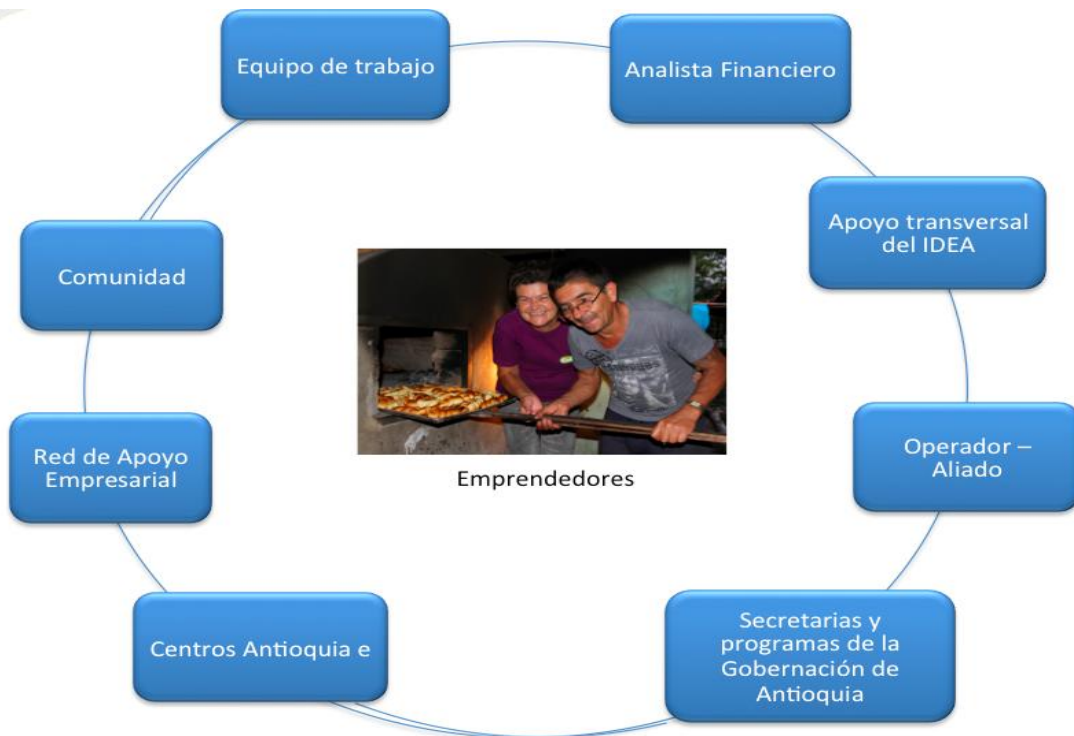 Equipo de trabajo
Analista Financiero
Apoyo transversal
del IDEA
Comunidad
Red de Apoyo
Empresarial
Operador –
Aliado
Emprendedores
Centros Antioquia e
Secretarias y
programas de la
Gobernación de
Antioquia